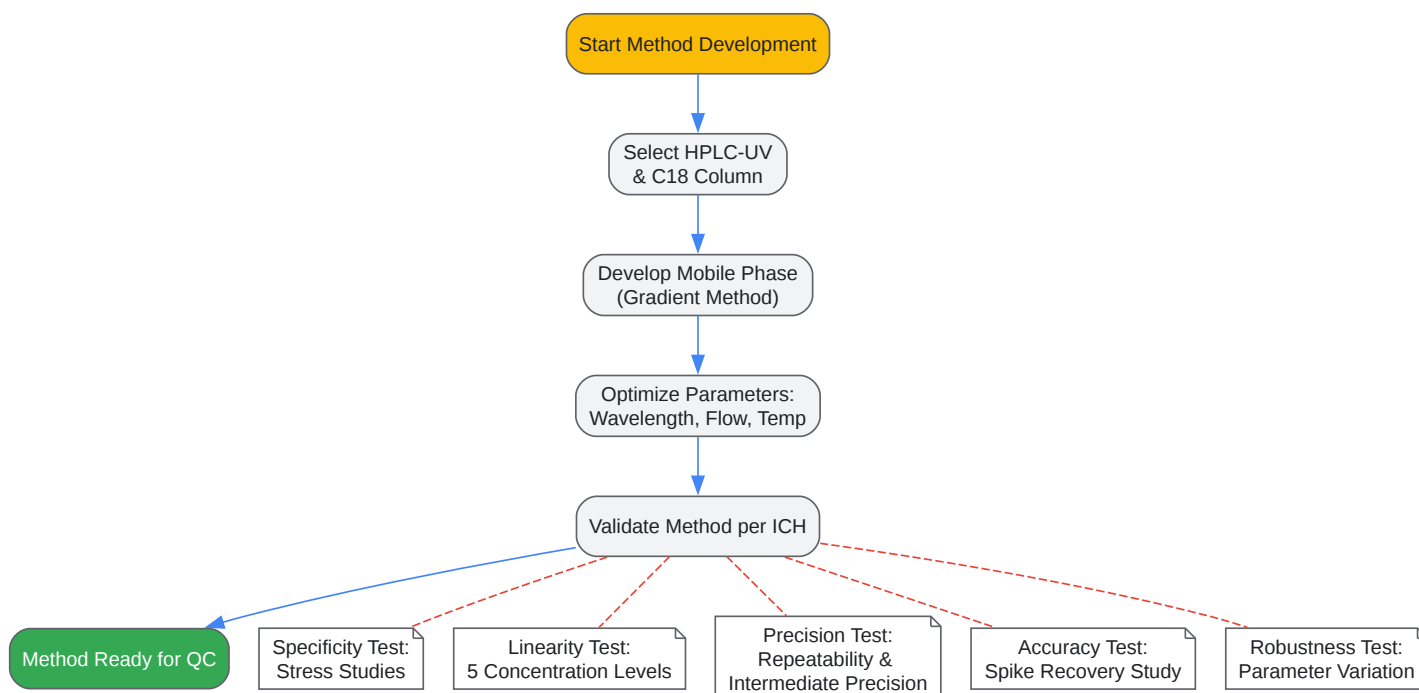 Start Method Development
Select HPLC-UV
& C18 Column
Develop Mobile Phase
(Gradient Method)
Optimize Parameters:
Wavelength, Flow, Temp
Validate Method per ICH
Method Ready for QC
Specificity Test:
Stress Studies
Linearity Test:
5 Concentration Levels
Precision Test:
Repeatability &
Intermediate Precision
Accuracy Test:
Spike Recovery Study
Robustness Test:
Parameter Variation